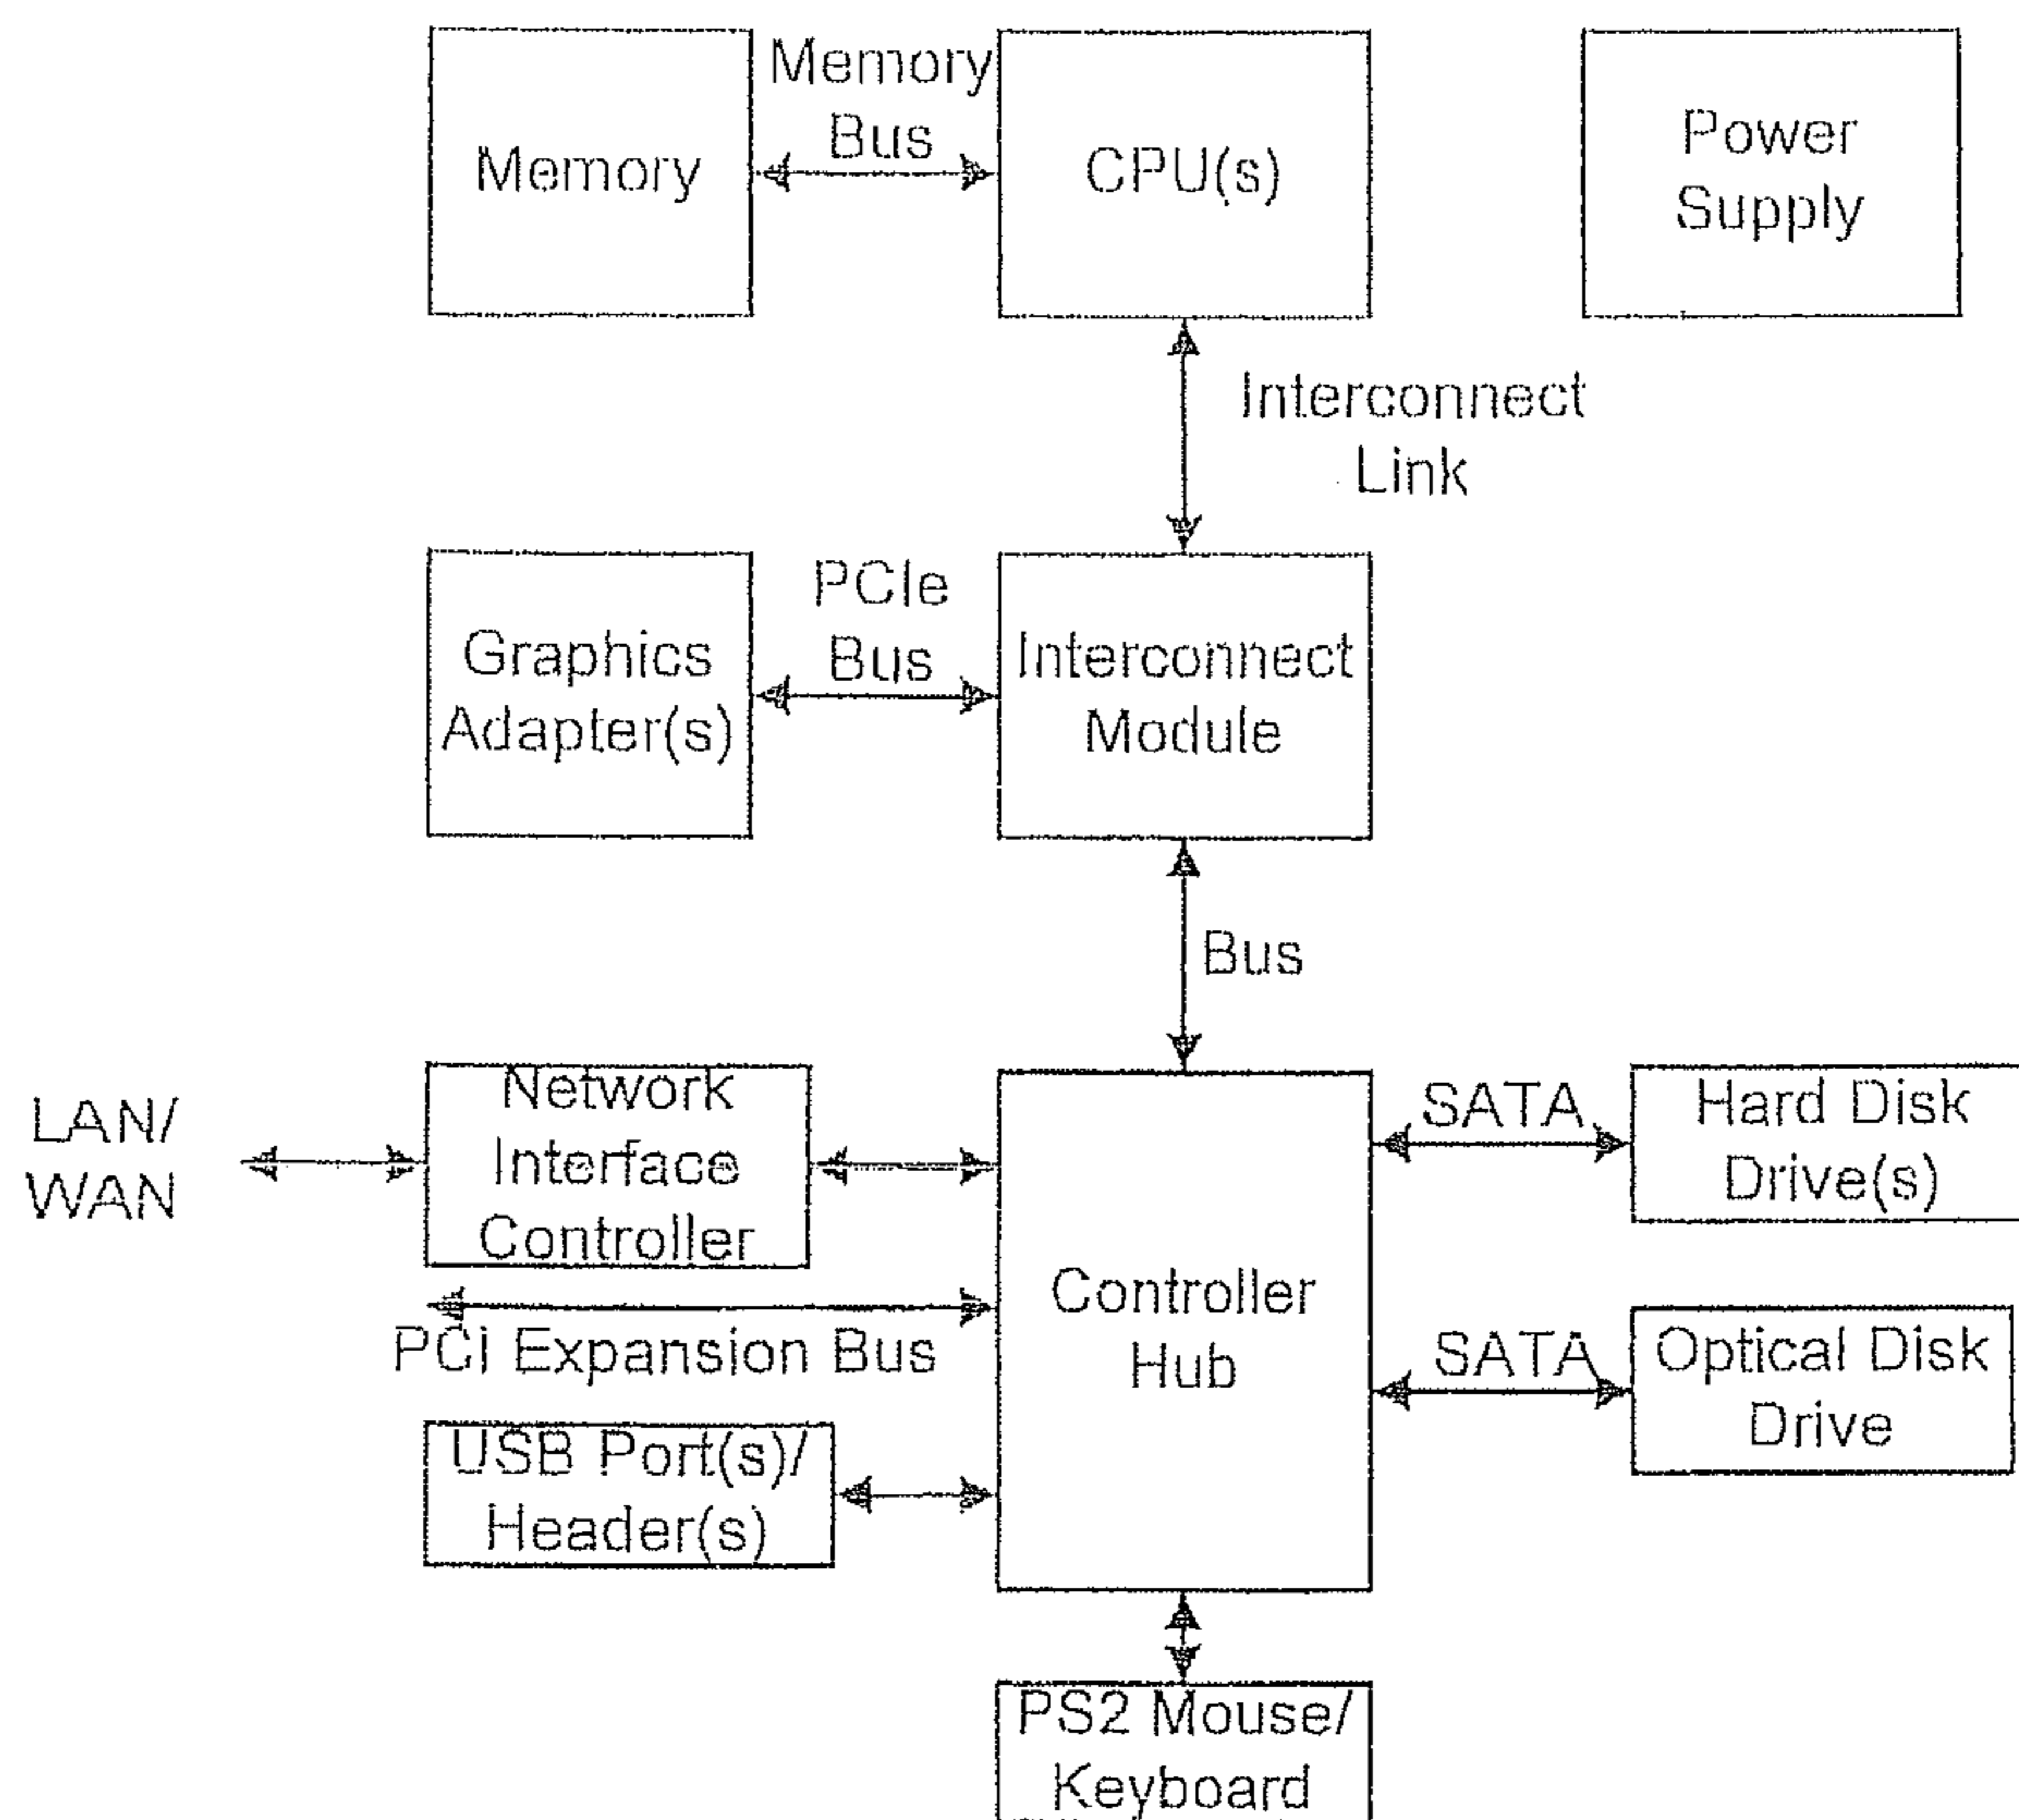 Memory
Memory
Bus
CPU(s)
Power
Supply
Interconnect
Link
Graphics
Adapter(s)
PCIe
Bus
Interconnect
Module
Bus
LAN/
WAN
Network
Interface
Controller
PCI Expansion Bus
USB Port(s)/
Header(s)
Controller
Hub
SATA
Hard Disk
Drive(s)
SATA
Optical Disk
Drive
PS2 Mouse/
Keyboard